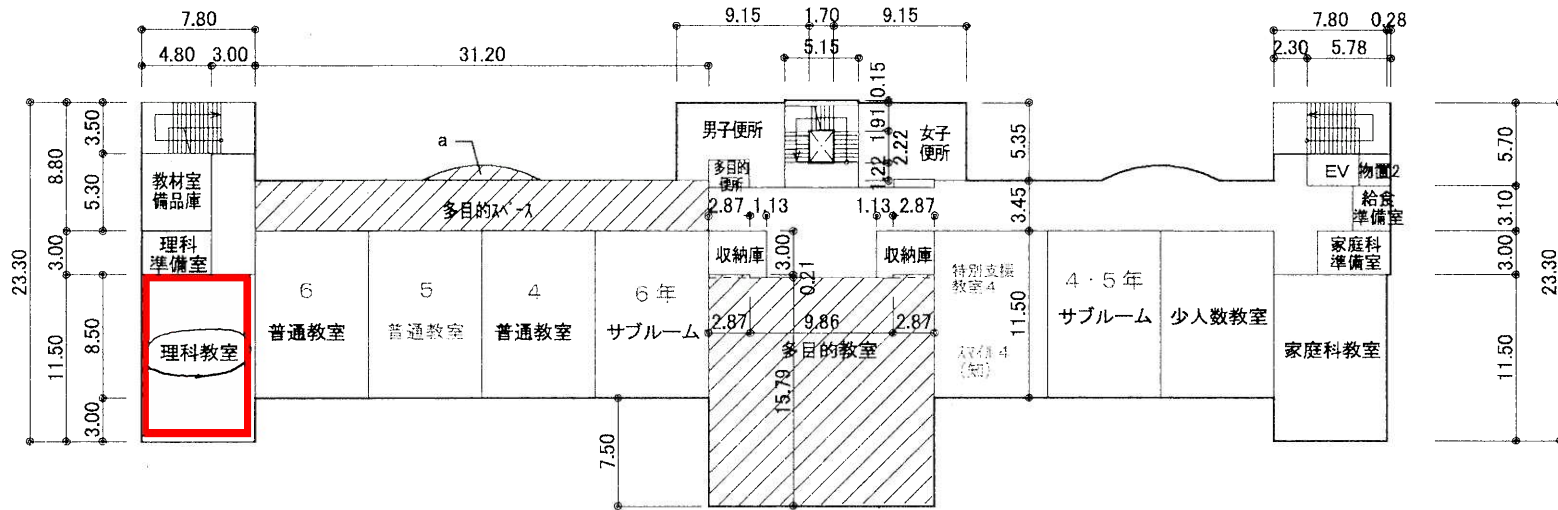 7.80
9.15
1.70
9.15
7.80
0.28
4.80
3.00
31.20
5.15
2.30
5.78
0.15
1.91
2.22
1.22
男子便所
女子
便所
多目的
便所
a
3.50
8.80
5.30
5.35
5.70
教材室
備品庫
EV
物置2
給食
準備室
多目的スペース
2.87
1.13
1.13
2.87
3.45
3.10
理科
準備室
収納庫
収納庫
家庭科
準備室
3.00
3.00
0.21
3.00
23.30
23.30
6
普通教室
5
普通教室
4
普通教室
6年
サブルーム
特別支援
教室4
スマイル4
(知)
4・5年
サブルーム
少人数教室
理科教室
家庭科教室
2.87
9.86
2.87
多目的教室
11.50
8.50
3.00
11.50
11.50
15.79
7.50